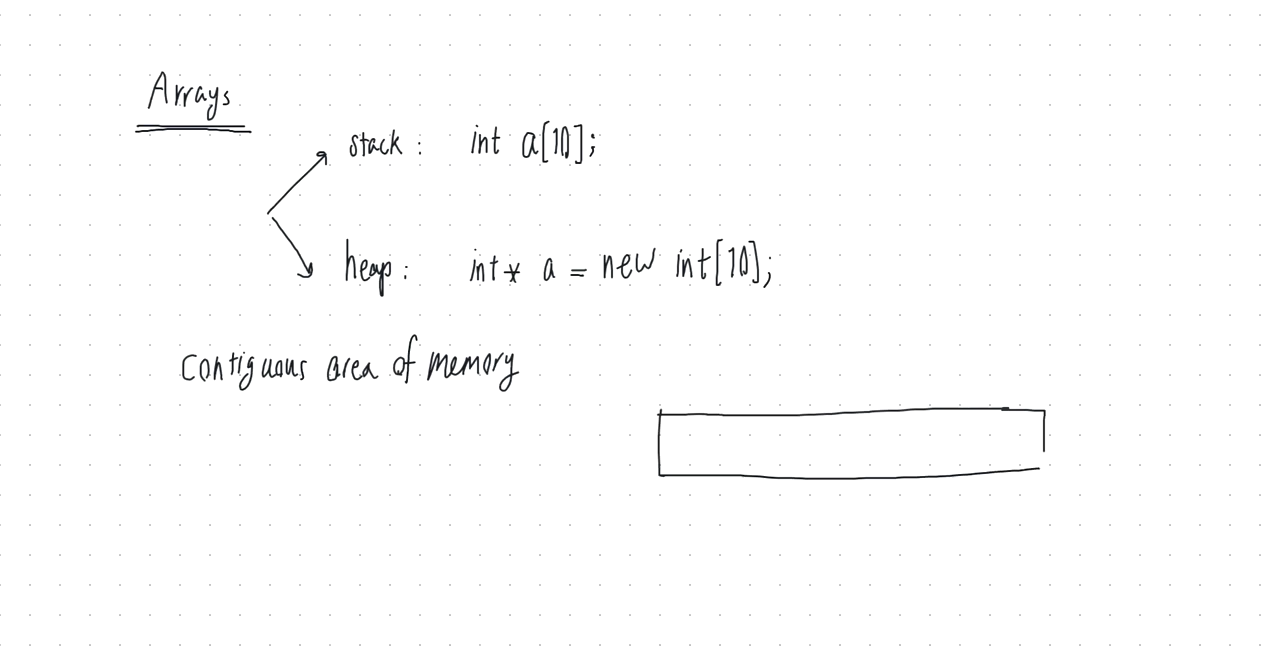 Arrays
stack : int a[10];
heap : int* a = new int[10];
contiguous area of memory